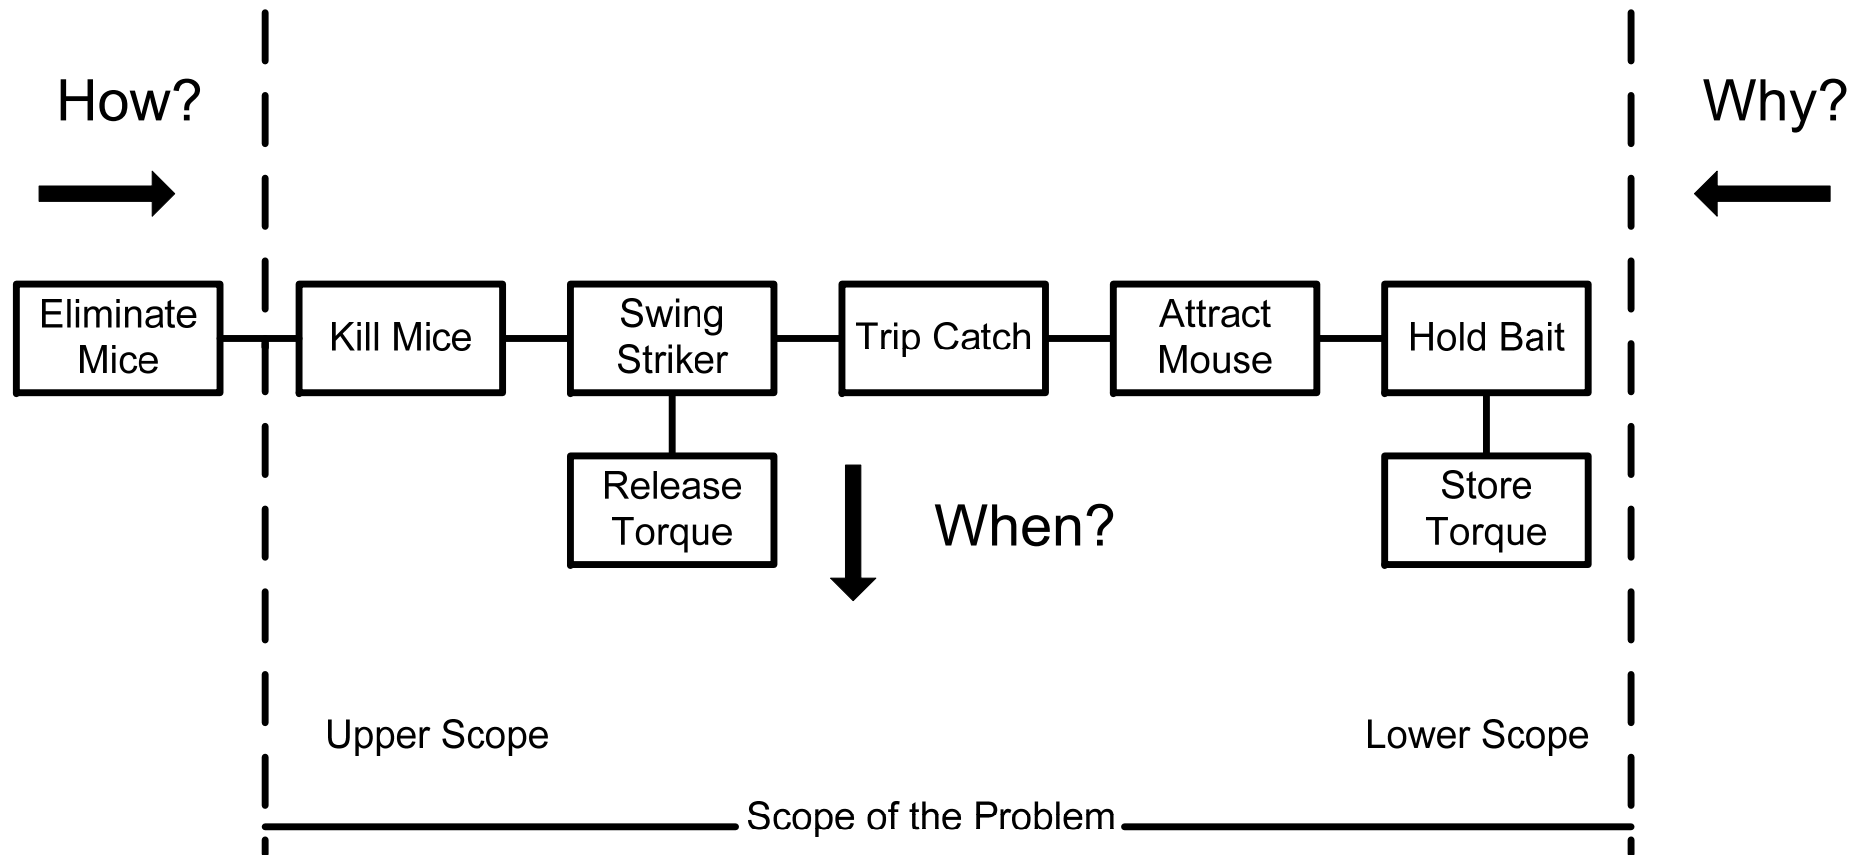 How?
Why?
Eliminate
Mice
Kill Mice
Swing
Striker
Trip Catch
Attract
Mouse
Hold Bait
Release
Torque
When?
Store
Torque
Upper Scope
Lower Scope
Scope of the Problem